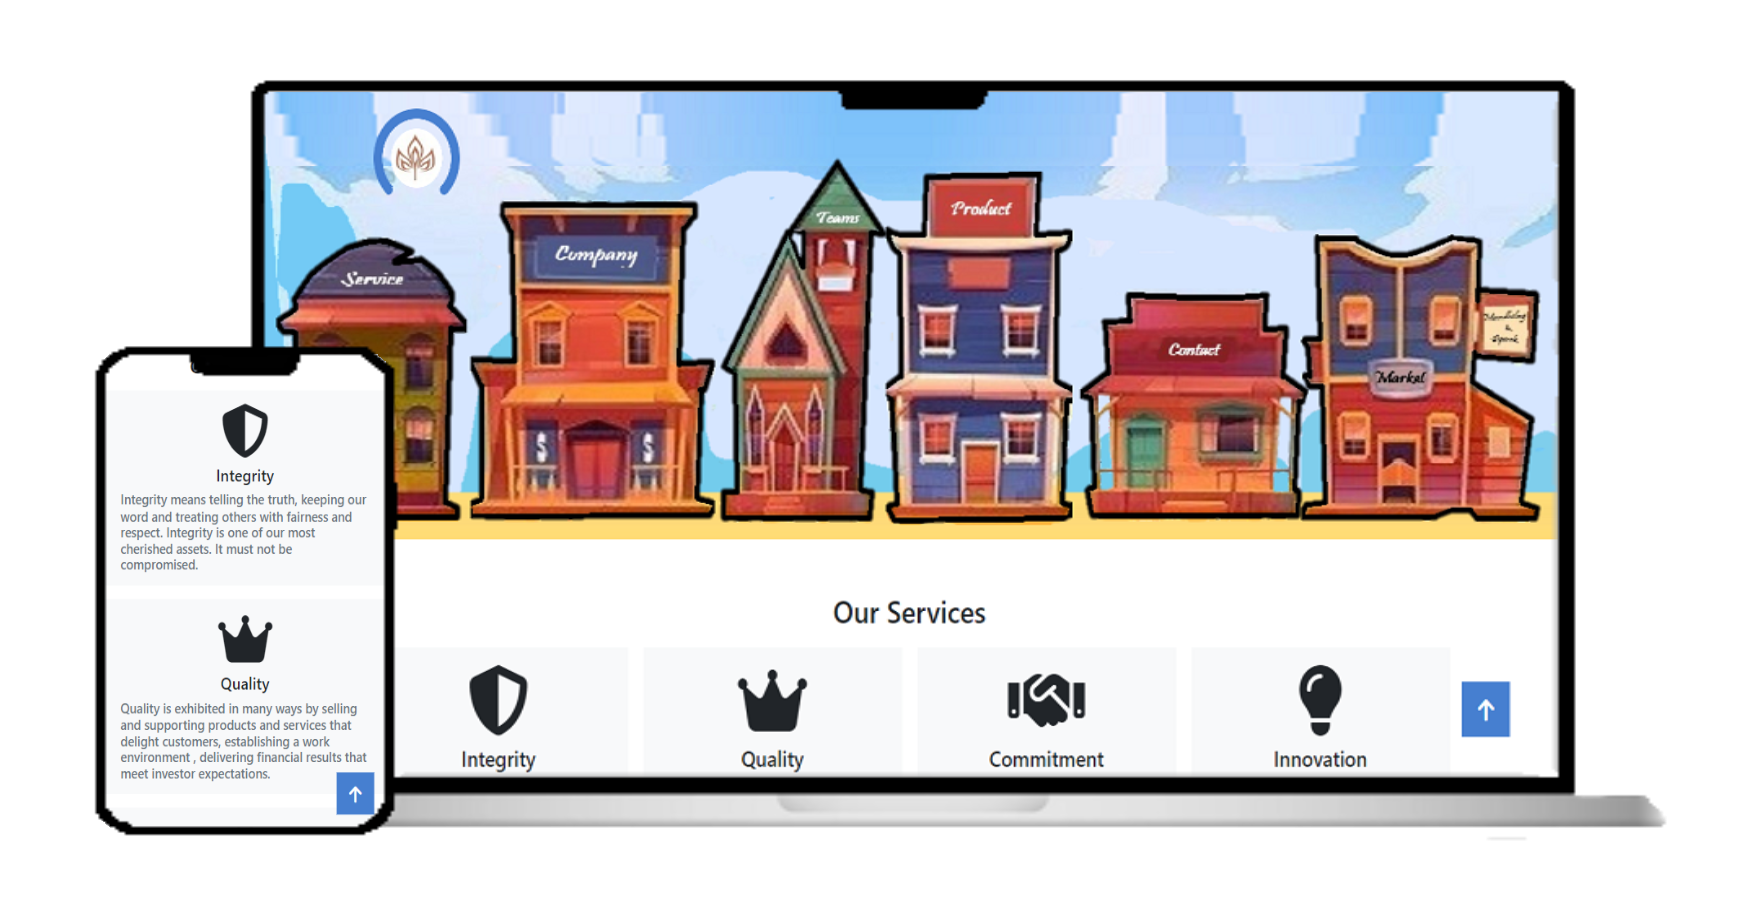 Service
Company
Teams
Product
Contact
Market
&
Our Services
Integrity
Quality
Commitment
Innovation
Integrity
Integrity means telling the truth, keeping our
word and treating others with fairness and
respect. Integrity is one of our most
cherished assets. It must not be
compromised.
Quality
Quality is exhibited in many ways by selling
and supporting products and services that
delight customers, establishing a work
environment , delivering financial results that
meet investor expectations.